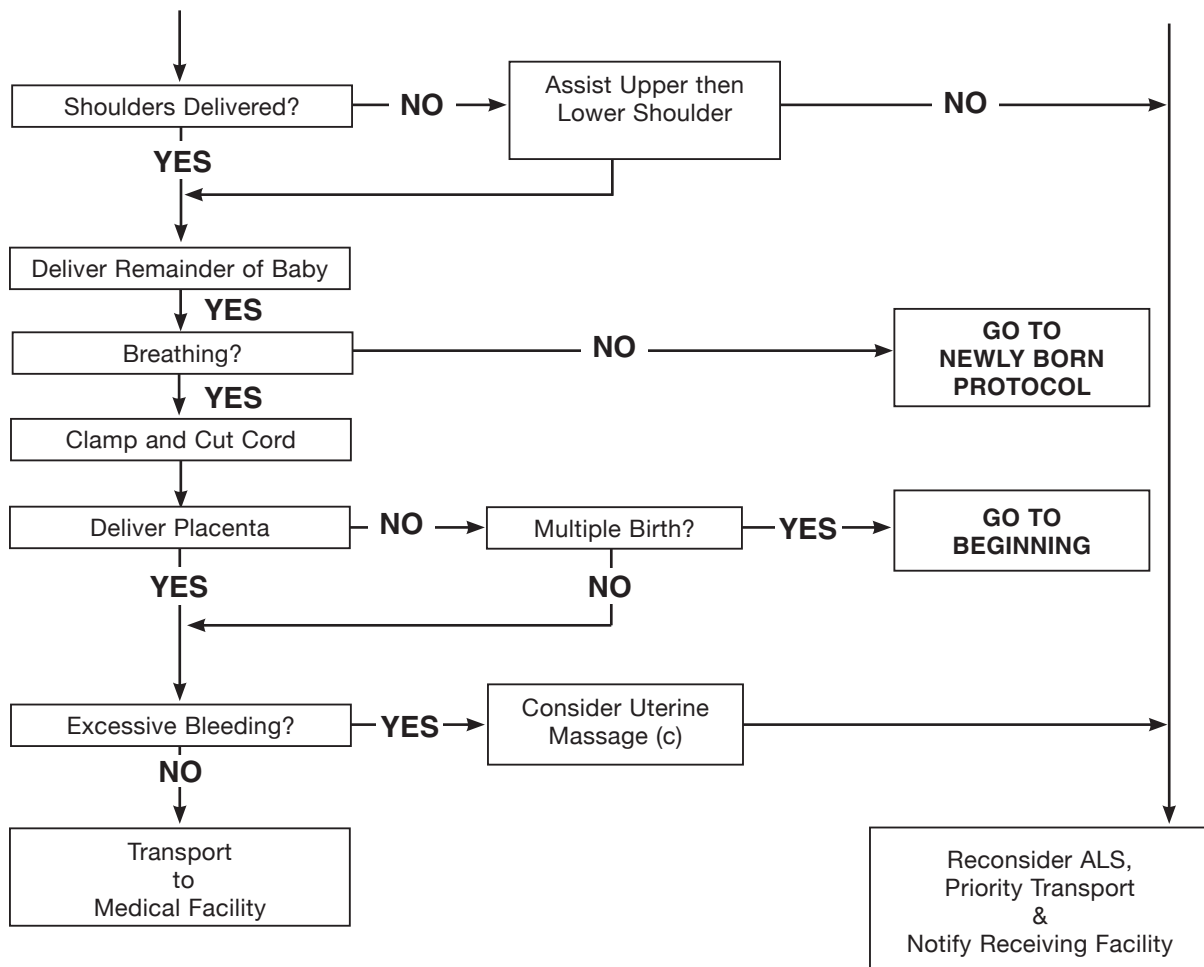 Shoulders Delivered?
NO
Assist Upper then
Lower Shoulder
NO
YES
Deliver Remainder of Baby
YES
Breathing?
NO
GO TO
NEWLY BORN
PROTOCOL
YES
Clamp and Cut Cord
Deliver Placenta
NO
Multiple Birth?
YES
GO TO
BEGINNING
YES
NO
Excessive Bleeding?
YES
Consider Uterine
Massage (c)
NO
Transport
to
Medical Facility
Reconsider ALS,
Priority Transport
&
Notify Receiving Facility